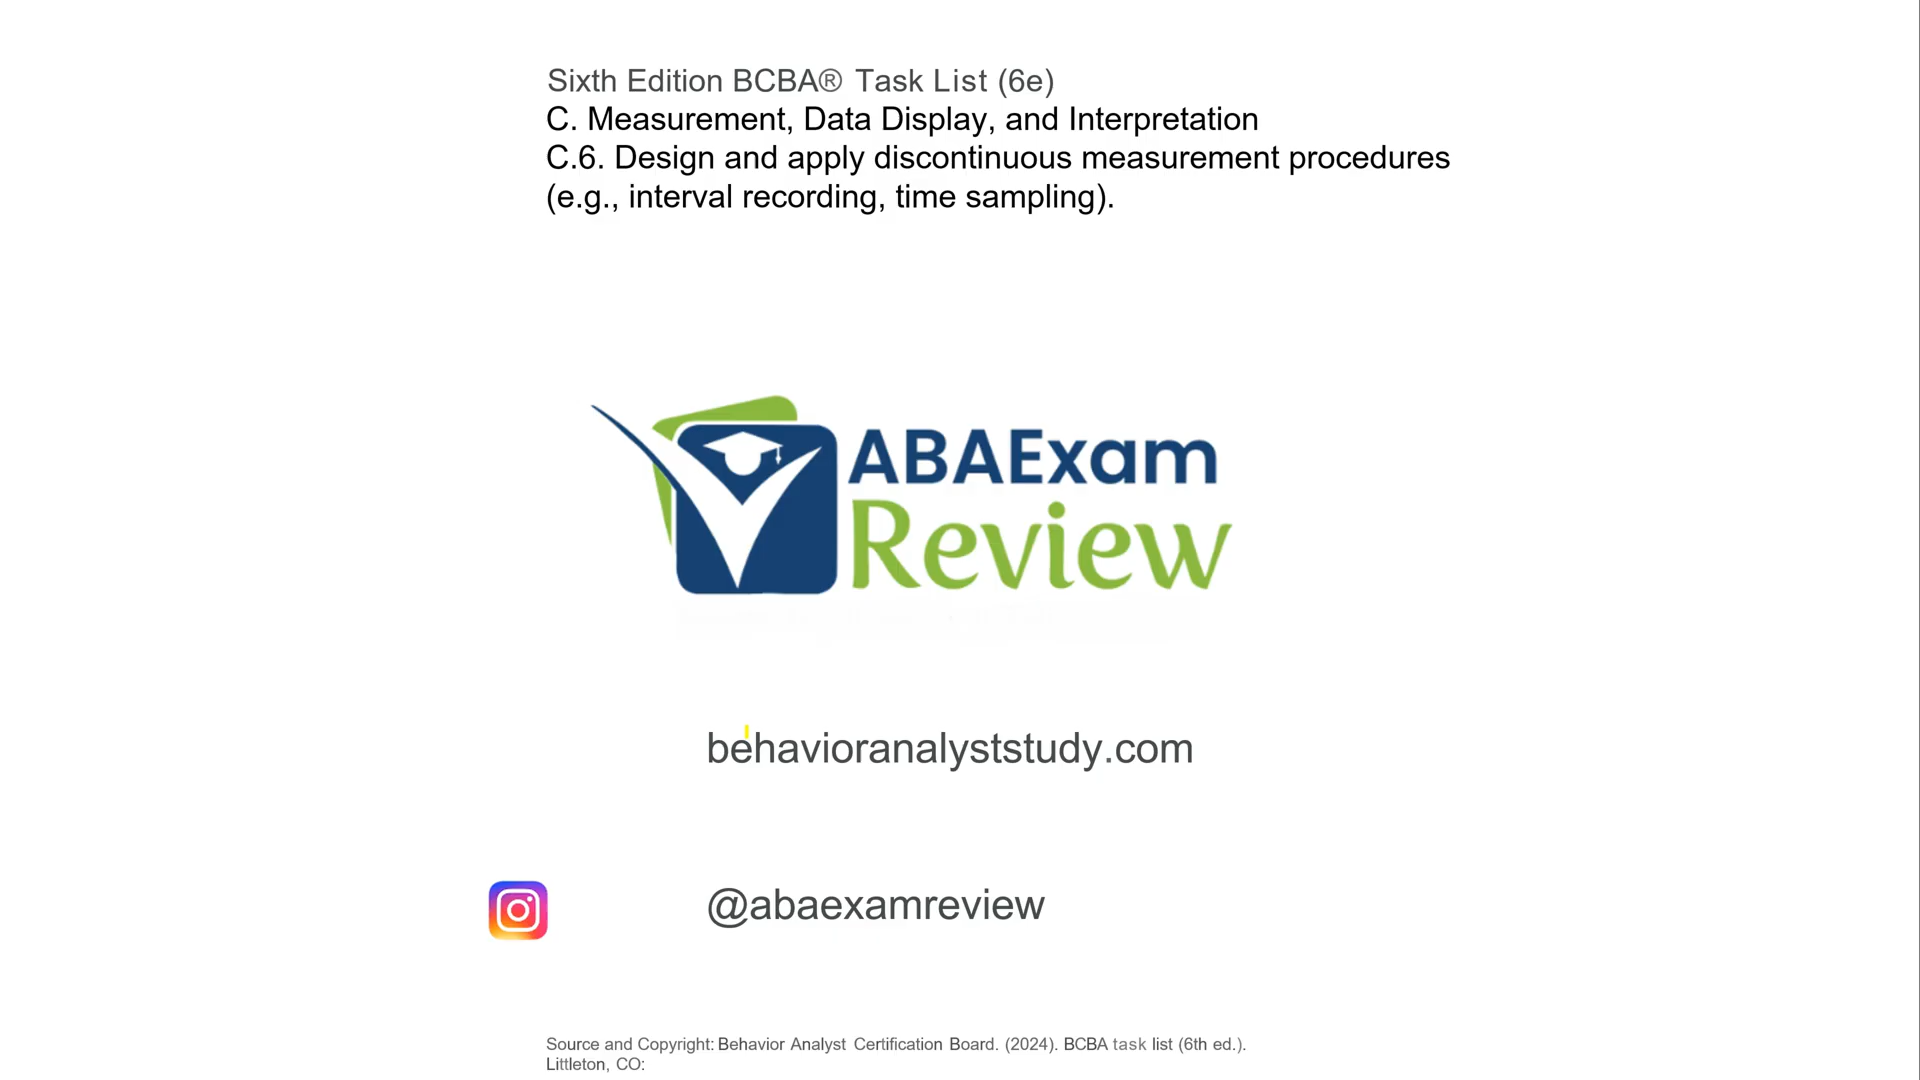 Sixth Edition BCBA® Task List (6e)
C. Measurement, Data Display, and Interpretation
C.6. Design and apply discontinuous measurement procedures
(e.g., interval recording, time sampling).
ABAExam
Review
behavioranalyststudy.com
@abaexamreview
Source and Copyright: Behavior Analyst Certification Board. (2024). BCBA task list (6th ed.).
Littleton, CO: